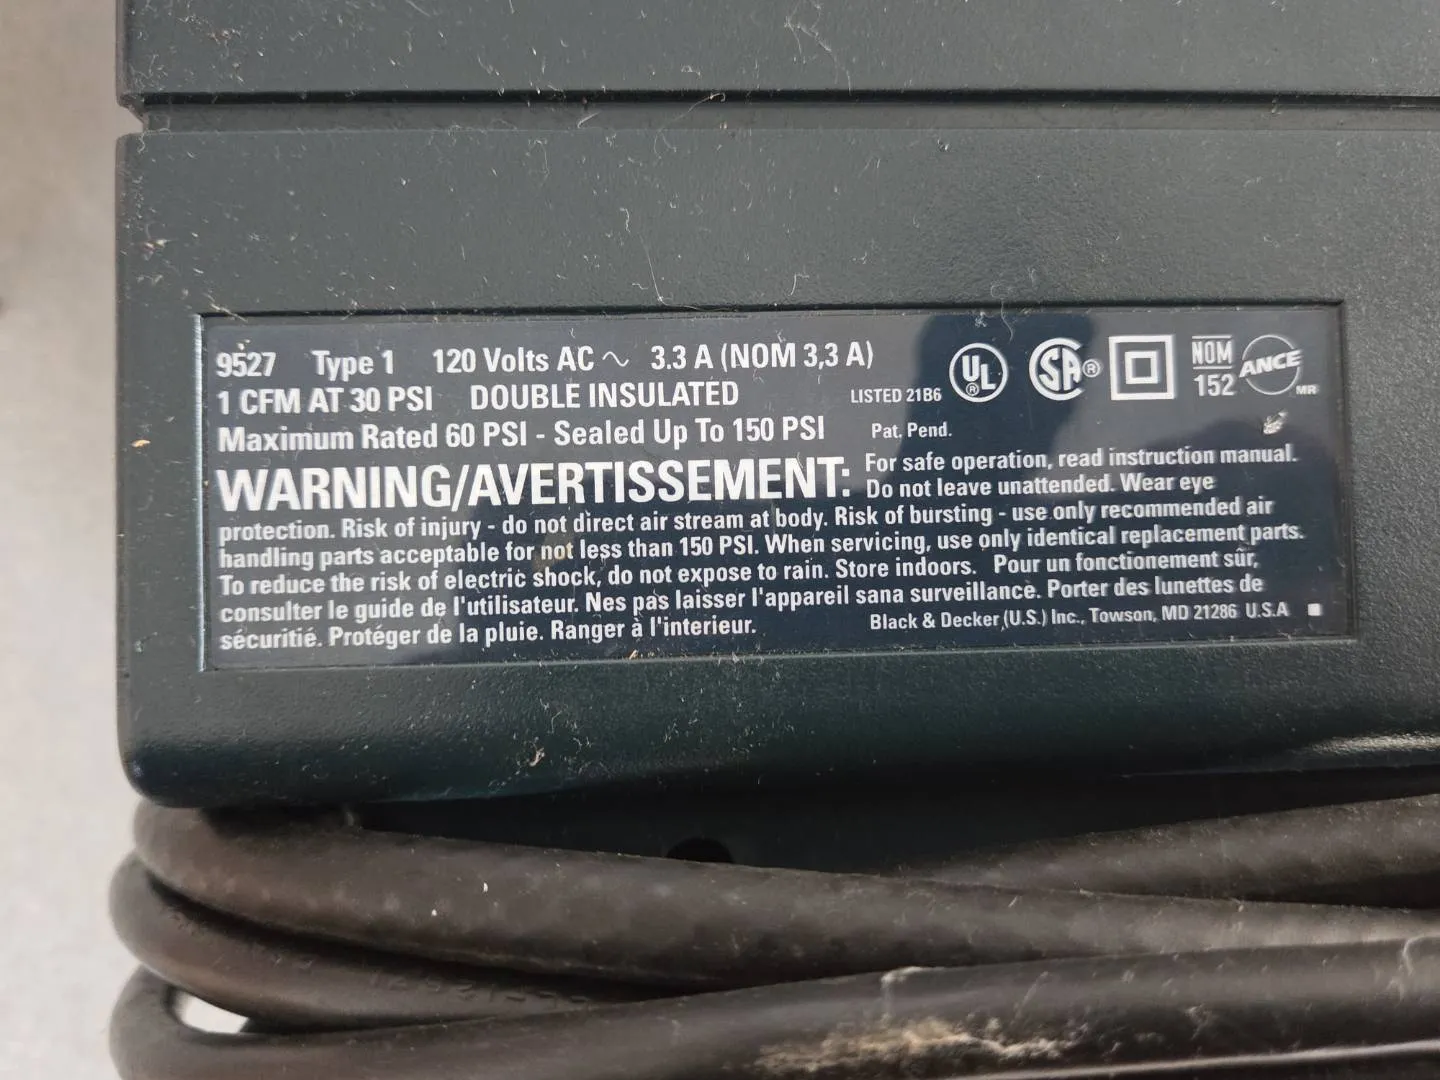 9527 Type 1 120 Volts AC ~ 3.3 A (NOM 3,3 A)
1 CFM AT 30 PSI DOUBLE INSULATED
LISTED 21B6 UL ® SA ® NOM 152 ANCE MR
Maximum Rated 60 PSI - Sealed Up To 150 PSI Pat. Pend.
WARNING/AVERTISSEMENT: For safe operation, read instruction manual.
Do not leave unattended. Wear eye
protection. Risk of injury - do not direct air stream at body. Risk of bursting - use only recommended air
handling parts acceptable for not less than 150 PSI. When servicing, use only identical replacement parts.
To reduce the risk of electric shock, do not expose to rain. Store indoors. Pour un fonctionement sûr,
consulter le guide de l'utilisateur. Nes pas laisser l'appareil sana surveillance. Porter des lunettes de
sécuritié. Protéger de la pluie. Ranger à l'interieur.
Black & Decker (U.S.) Inc., Towson, MD 21286 U.S.A